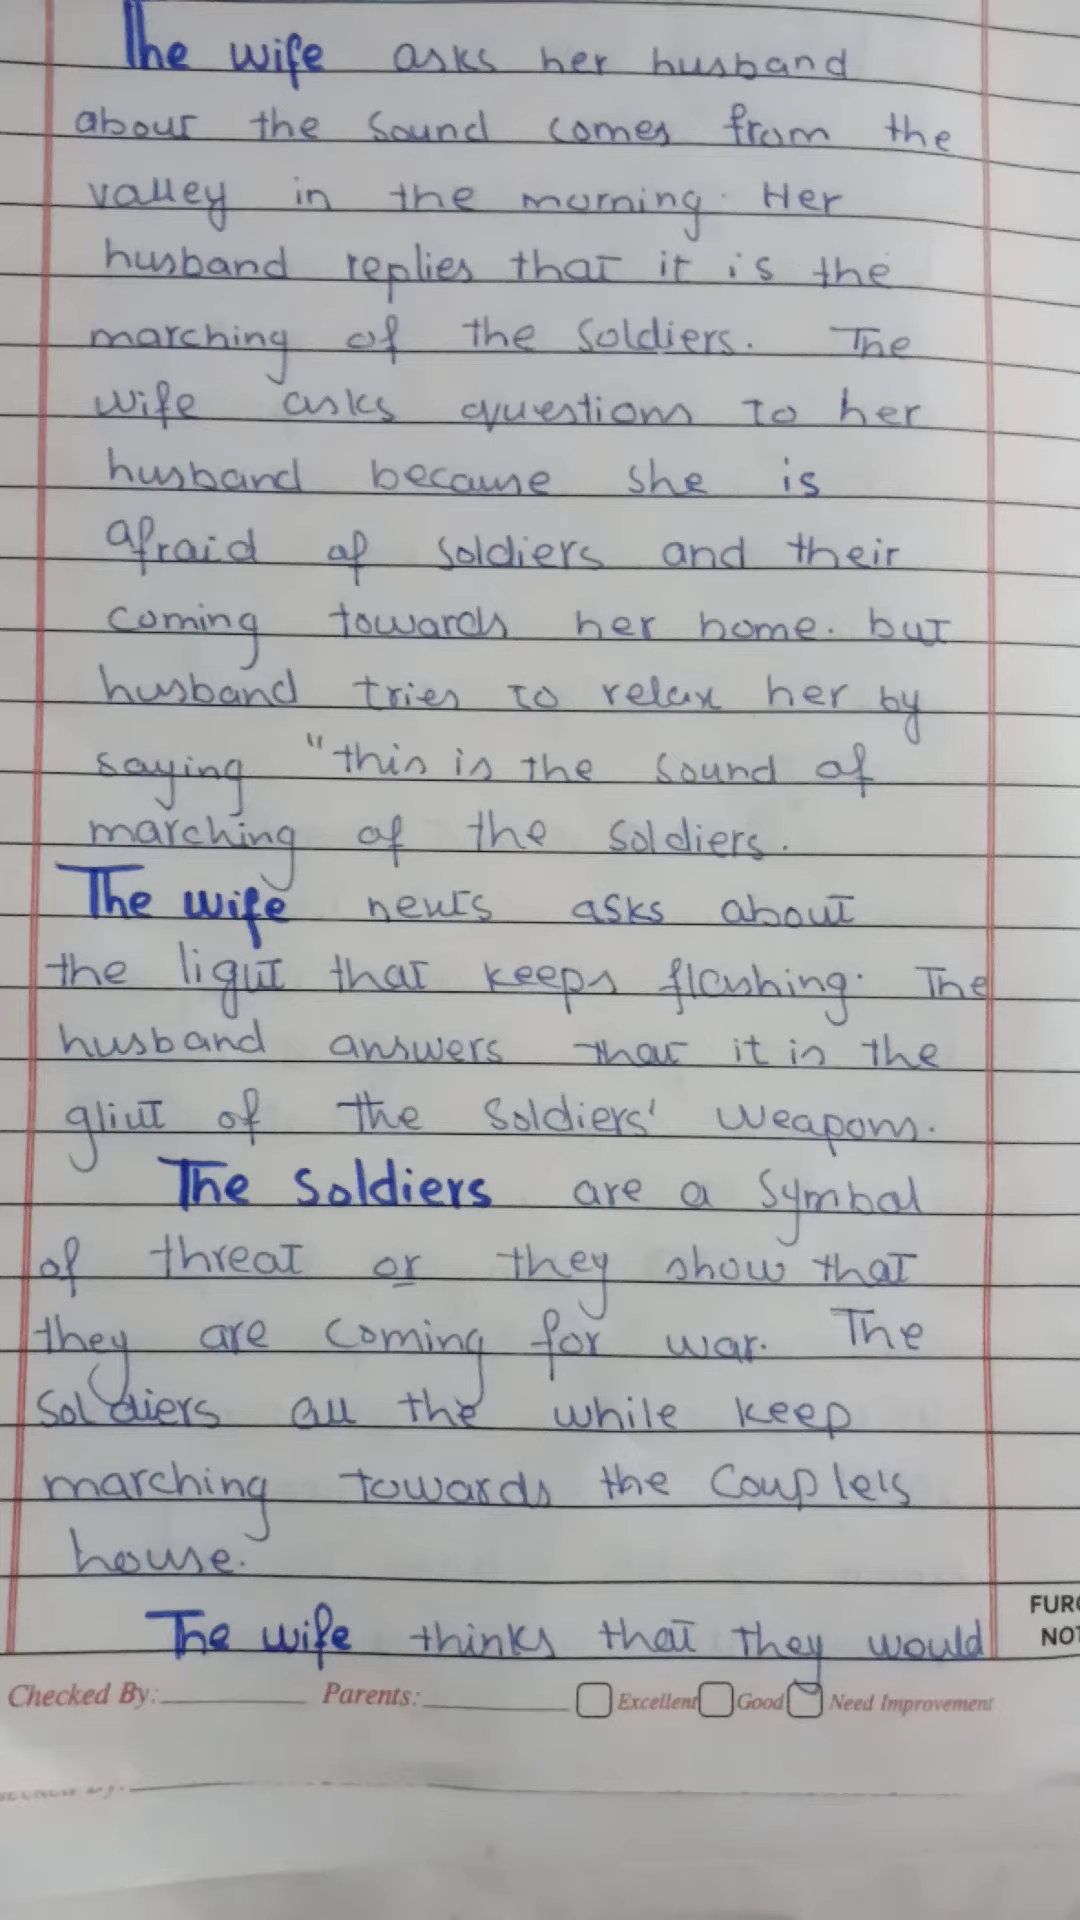 The wife asks her husband
about the sound comes from the
valley in the morning. Her
husband replies that it is the
marching of the soldiers. The
wife asks questions to her
husband because she is
afraid of soldiers and their
coming towards her home. but
husband tries to relax her by
saying "this is the sound of
marching of the soldiers.
The wife nexts asks about
the light that keeps flashing. The
husband answers that it is the
glint of the soldiers' weapons.
The Soldiers are a symbol
of threat or they show that
they are coming for war. The
soldiers all the while keep
marching towards the couple's
house.
The wife thinks that they would
Checked By: Parents: Excellent Good Need Improvement